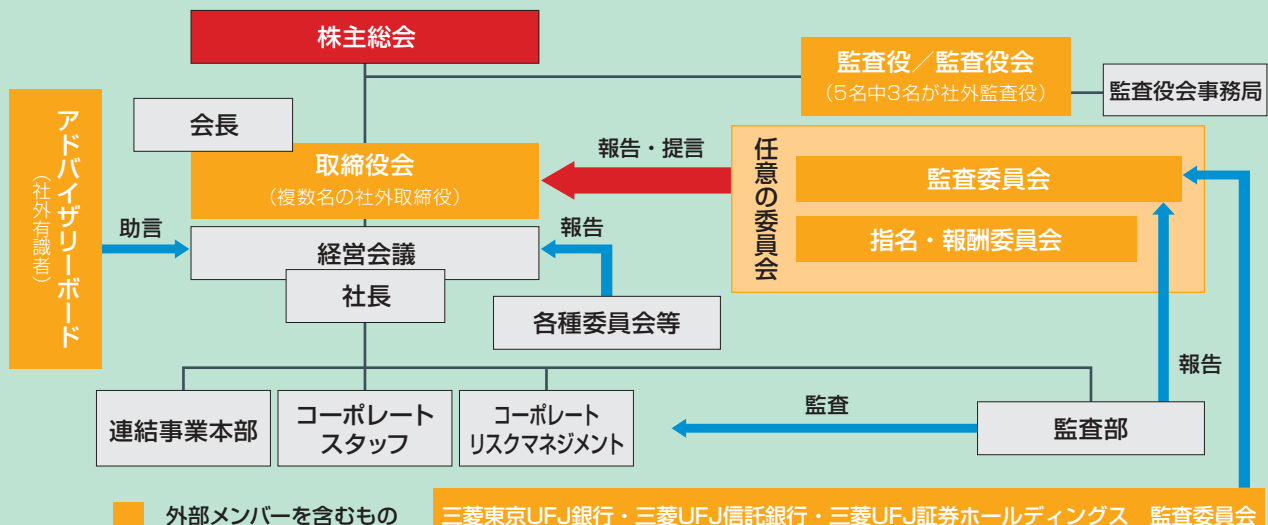 株主総会
監査役／監査役会
（5名中3名が社外監査役）
監査役会事務局
アドバイザリーボード
（社外有識者）
会長
取締役会
（複数名の社外取締役）
報告・提言
任意の委員会
監査委員会
指名・報酬委員会
助言
経営会議
報告
社長
各種委員会等
報告
連結事業本部
コーポレート
スタッフ
コーポレート
リスクマネジメント
監査
監査部
外部メンバーを含むもの
三菱東京UFJ銀行・三菱UFJ信託銀行・三菱UFJ証券ホールディングス　監査委員会